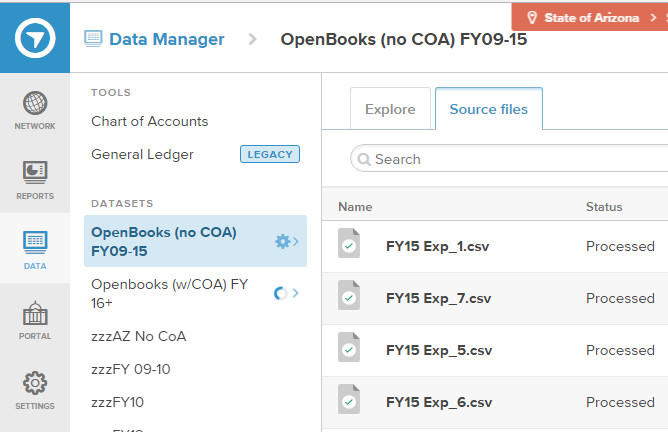 State of Arizona
Data Manager > OpenBooks (no COA) FY09-15
NETWORK
REPORTS
DATA
PORTAL
SETTINGS
TOOLS
Chart of Accounts
General Ledger LEGACY
DATASETS
OpenBooks (no COA)
FY09-15
Openbooks (w/COA) FY
16+
zzzAZ No CoA
zzzFY 09-10
zzzFY10
Explore Source files
Search
Name Status
FY15 Exp_1.csv Processed
FY15 Exp_7.csv Processed
FY15 Exp_5.csv Processed
FY15 Exp_6.csv Processed